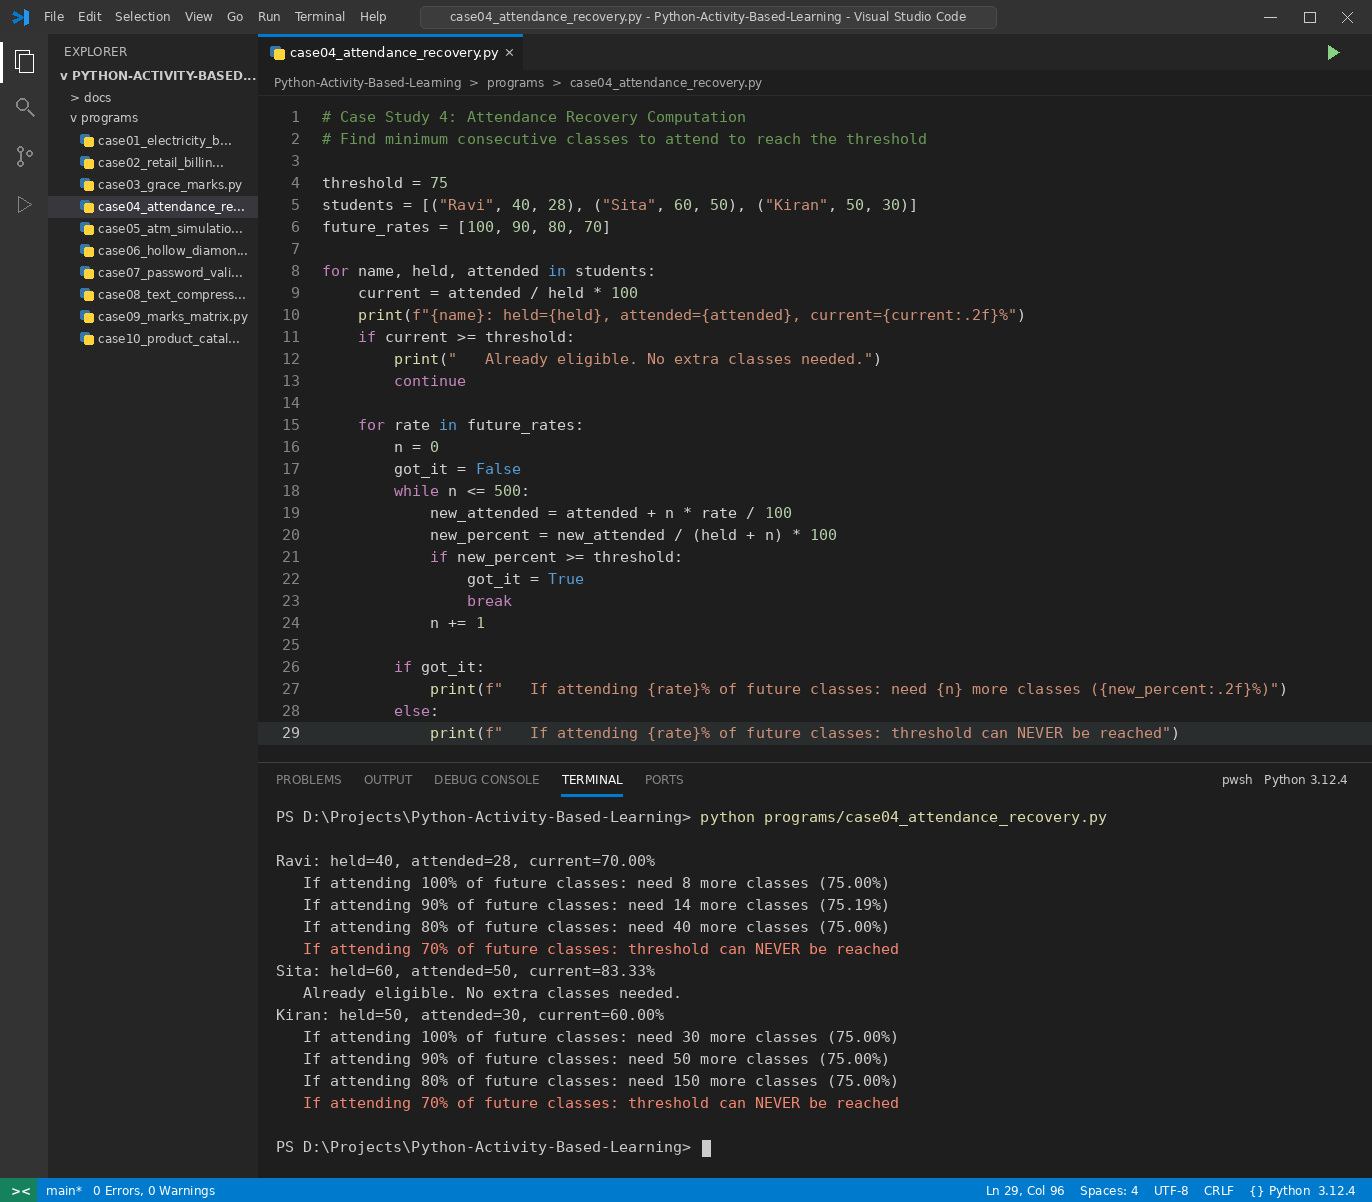 File Edit Selection View Go Run Terminal Help
case04_attendance_recovery.py - Python-Activity-Based-Learning - Visual Studio Code
EXPLORER
v PYTHON-ACTIVITY-BASED...
> docs
v programs
case01_electricity_b...
case02_retail_billin...
case03_grace_marks.py
case04_attendance_re...
case05_atm_simulatio...
case06_hollow_diamon...
case07_password_vali...
case08_text_compress...
case09_marks_matrix.py
case10_product_catal...
case04_attendance_recovery.py ×
Python-Activity-Based-Learning > programs > case04_attendance_recovery.py
1 # Case Study 4: Attendance Recovery Computation
2 # Find minimum consecutive classes to attend to reach the threshold
3
4 threshold = 75
5 students = [("Ravi", 40, 28), ("Sita", 60, 50), ("Kiran", 50, 30)]
6 future_rates = [100, 90, 80, 70]
7
8 for name, held, attended in students:
9     current = attended / held * 100
10     print(f"{name}: held={held}, attended={attended}, current={current:.2f}%")
11     if current >= threshold:
12         print("   Already eligible. No extra classes needed.")
13         continue
14
15     for rate in future_rates:
16         n = 0
17         got_it = False
18         while n <= 500:
19             new_attended = attended + n * rate / 100
20             new_percent = new_attended / (held + n) * 100
21             if new_percent >= threshold:
22                 got_it = True
23                 break
24             n += 1
25
26         if got_it:
27             print(f"   If attending {rate}% of future classes: need {n} more classes ({new_percent:.2f}%)")
28         else:
29             print(f"   If attending {rate}% of future classes: threshold can NEVER be reached")
PROBLEMS OUTPUT DEBUG CONSOLE TERMINAL PORTS
pwsh Python 3.12.4
PS D:\Projects\Python-Activity-Based-Learning> python programs/case04_attendance_recovery.py
Ravi: held=40, attended=28, current=70.00%
   If attending 100% of future classes: need 8 more classes (75.00%)
   If attending 90% of future classes: need 14 more classes (75.19%)
   If attending 80% of future classes: need 40 more classes (75.00%)
   If attending 70% of future classes: threshold can NEVER be reached
Sita: held=60, attended=50, current=83.33%
   Already eligible. No extra classes needed.
Kiran: held=50, attended=30, current=60.00%
   If attending 100% of future classes: need 30 more classes (75.00%)
   If attending 90% of future classes: need 50 more classes (75.00%)
   If attending 80% of future classes: need 150 more classes (75.00%)
   If attending 70% of future classes: threshold can NEVER be reached
PS D:\Projects\Python-Activity-Based-Learning>
>< main* 0 Errors, 0 Warnings
Ln 29, Col 96 Spaces: 4 UTF-8 CRLF {} Python 3.12.4